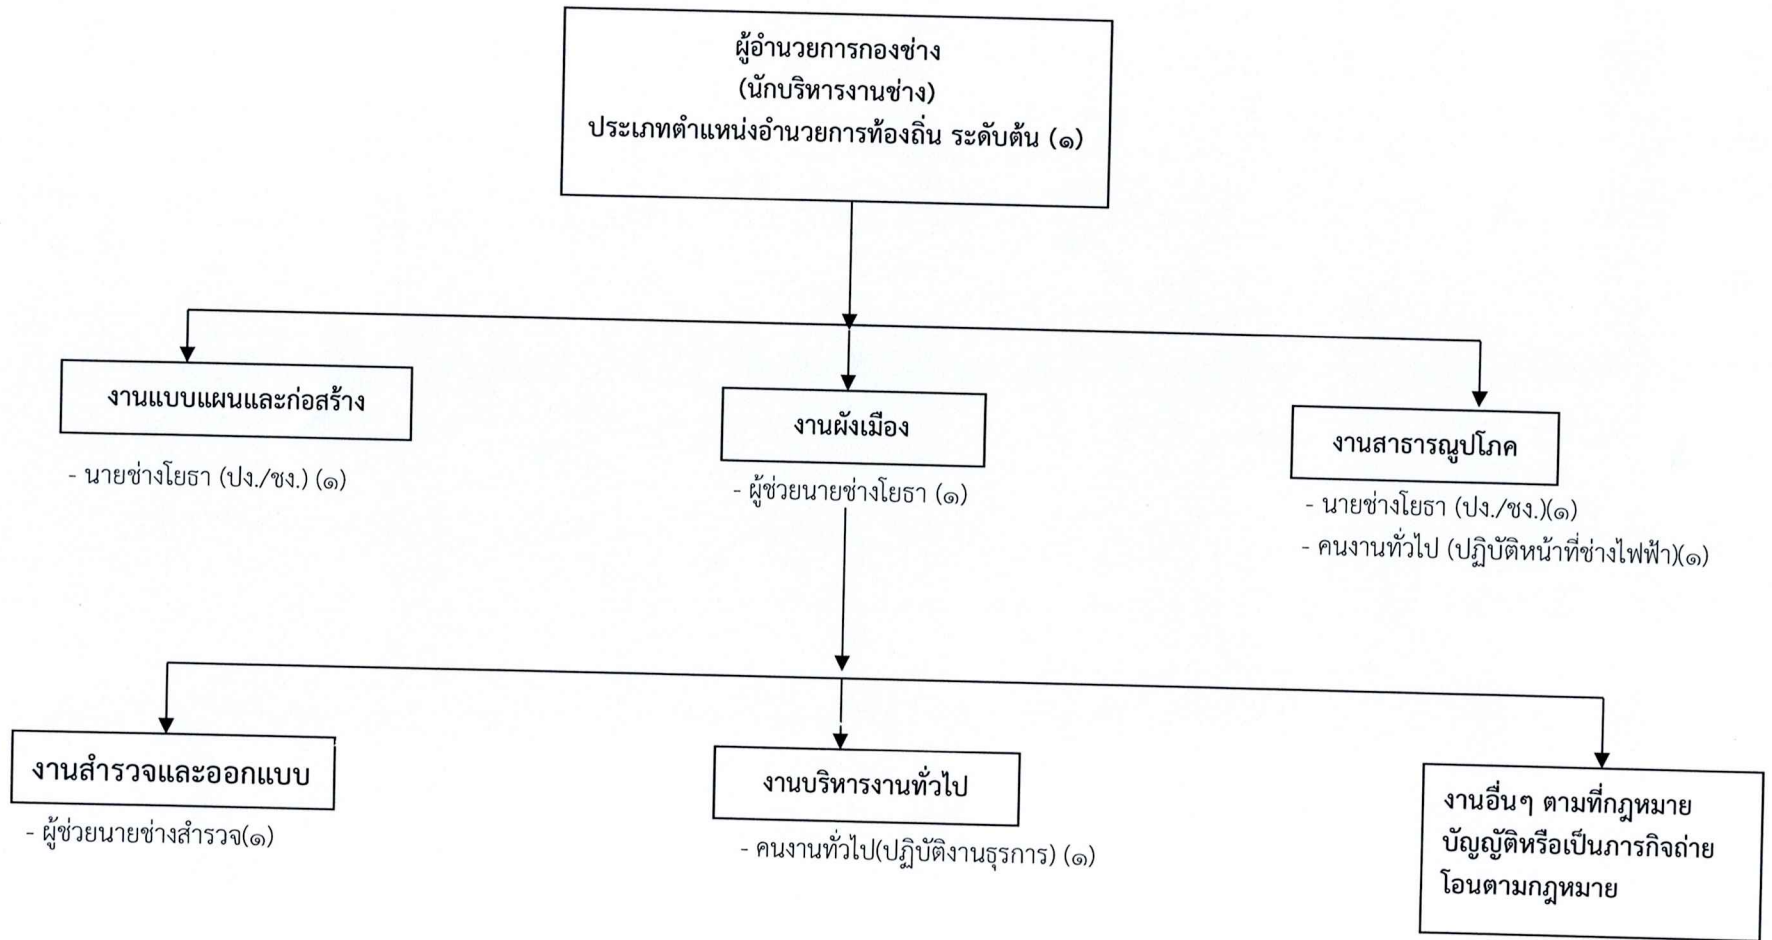 ผู้อำนวยการกองช่าง
(นักบริหารงานช่าง)
ประเภทตำแหน่งอำนวยการท้องถิ่น ระดับต้น (๑)
งานแบบแผนและก่อสร้าง
- นายช่างโยธา (ปง./ชง.) (๑)
งานผังเมือง
- ผู้ช่วยนายช่างโยธา (๑)
งานสาธารณูปโภค
- นายช่างโยธา (ปง./ชง.)(๑)
- คนงานทั่วไป (ปฏิบัติหน้าที่ช่างไฟฟ้า)(๑)
งานสำรวจและออกแบบ
- ผู้ช่วยนายช่างสำรวจ(๑)
งานบริหารงานทั่วไป
- คนงานทั่วไป(ปฏิบัติงานธุรการ) (๑)
งานอื่นๆ ตามที่กฎหมาย
บัญญัติหรือเป็นภารกิจถ่าย
โอนตามกฎหมาย